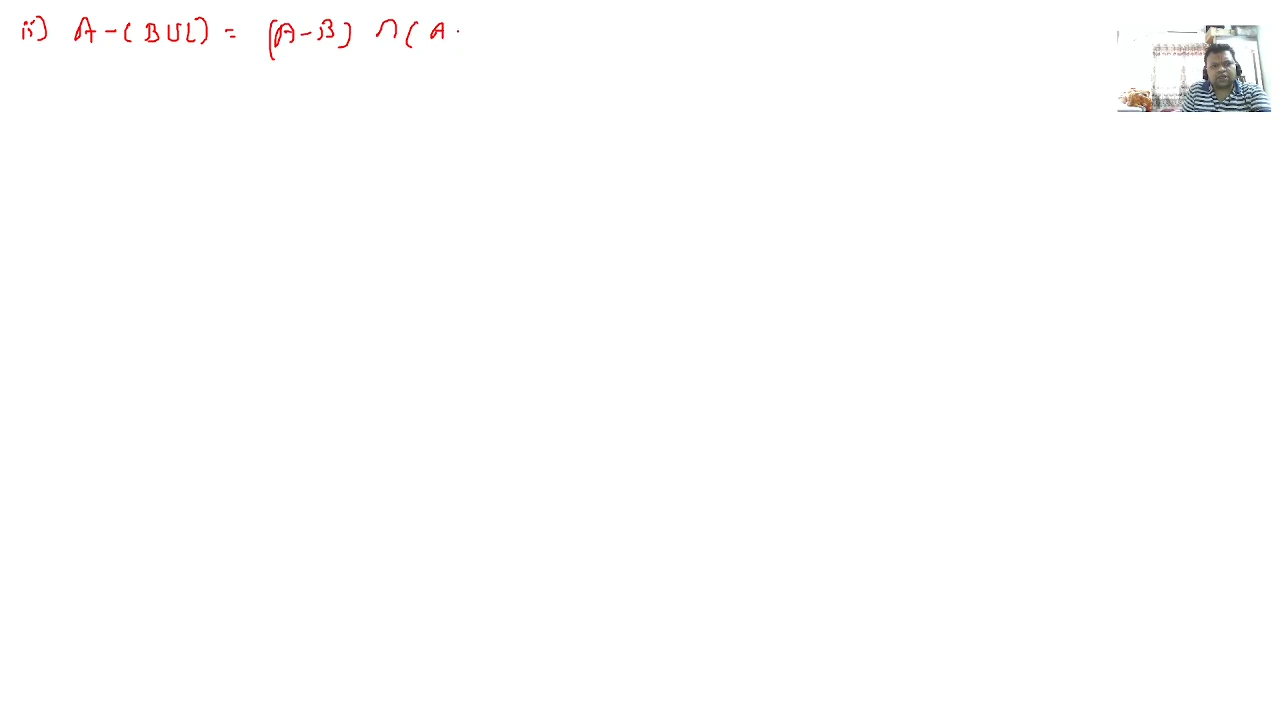 ii) A - ( B U C ) = (A - B) ∩ ( A -